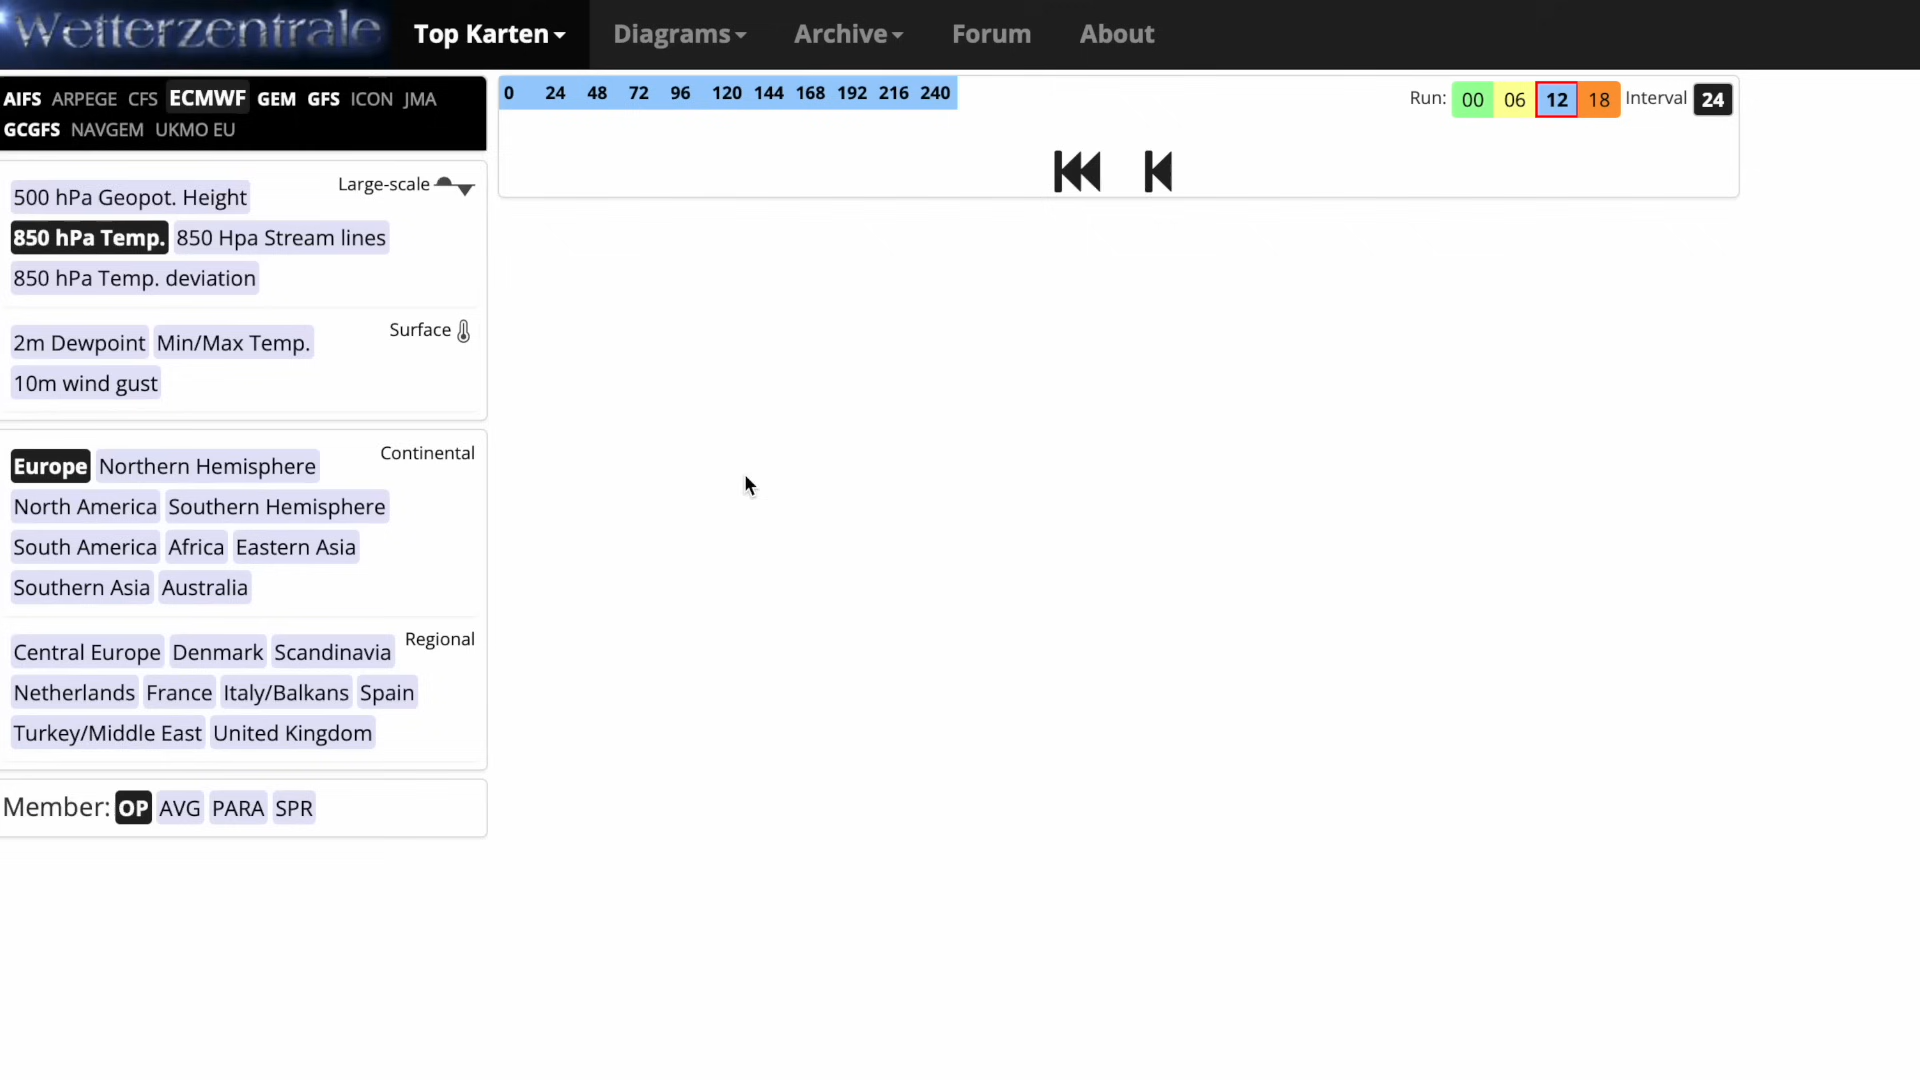 Wetterzentrale Top Karten Diagrams Archive Forum About
AIFS ARPEGE CFS ECMWF GEM GFS ICON JMA
GCGFS NAVGEM UKMO EU
0 24 48 72 96 120 144 168 192 216 240
Run: 00 06 12 18 Interval 24
Large-scale
500 hPa Geopot. Height
850 hPa Temp. 850 Hpa Stream lines
850 hPa Temp. deviation
Surface
2m Dewpoint Min/Max Temp.
10m wind gust
Continental
Europe Northern Hemisphere
North America Southern Hemisphere
South America Africa Eastern Asia
Southern Asia Australia
Regional
Central Europe Denmark Scandinavia
Netherlands France Italy/Balkans Spain
Turkey/Middle East United Kingdom
Member: OP AVG PARA SPR